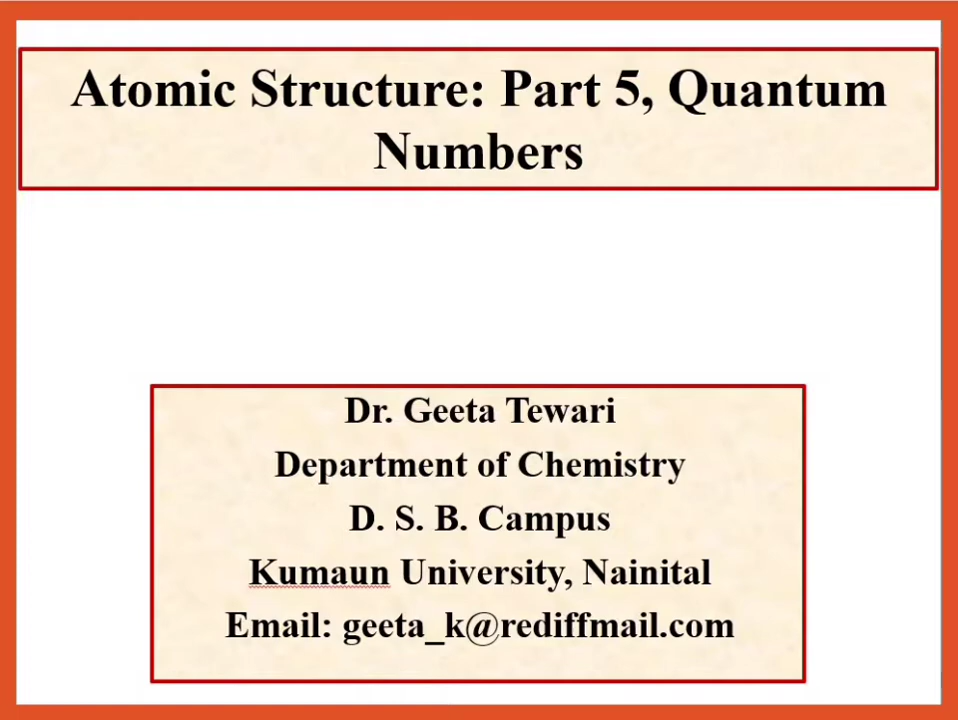 Atomic Structure: Part 5, Quantum
Numbers
Dr. Geeta Tewari
Department of Chemistry
D. S. B. Campus
Kumaun University, Nainital
Email: geeta_k@rediffmail.com